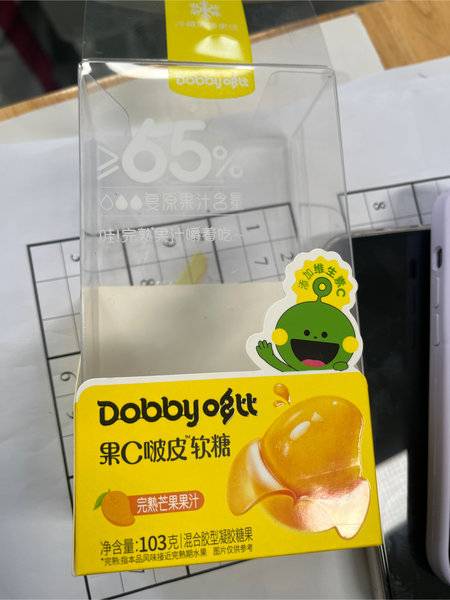 Dobby哆比
≥65%
复原果汁含量
哇!完熟果汁嚼着吃~
添加维生素C
Dobby哆比
果C啵皮™软糖
完熟芒果果汁
净含量:103克|混合胶型凝胶糖果
*完熟:指本品风味接近完熟期水果 图片仅供参考